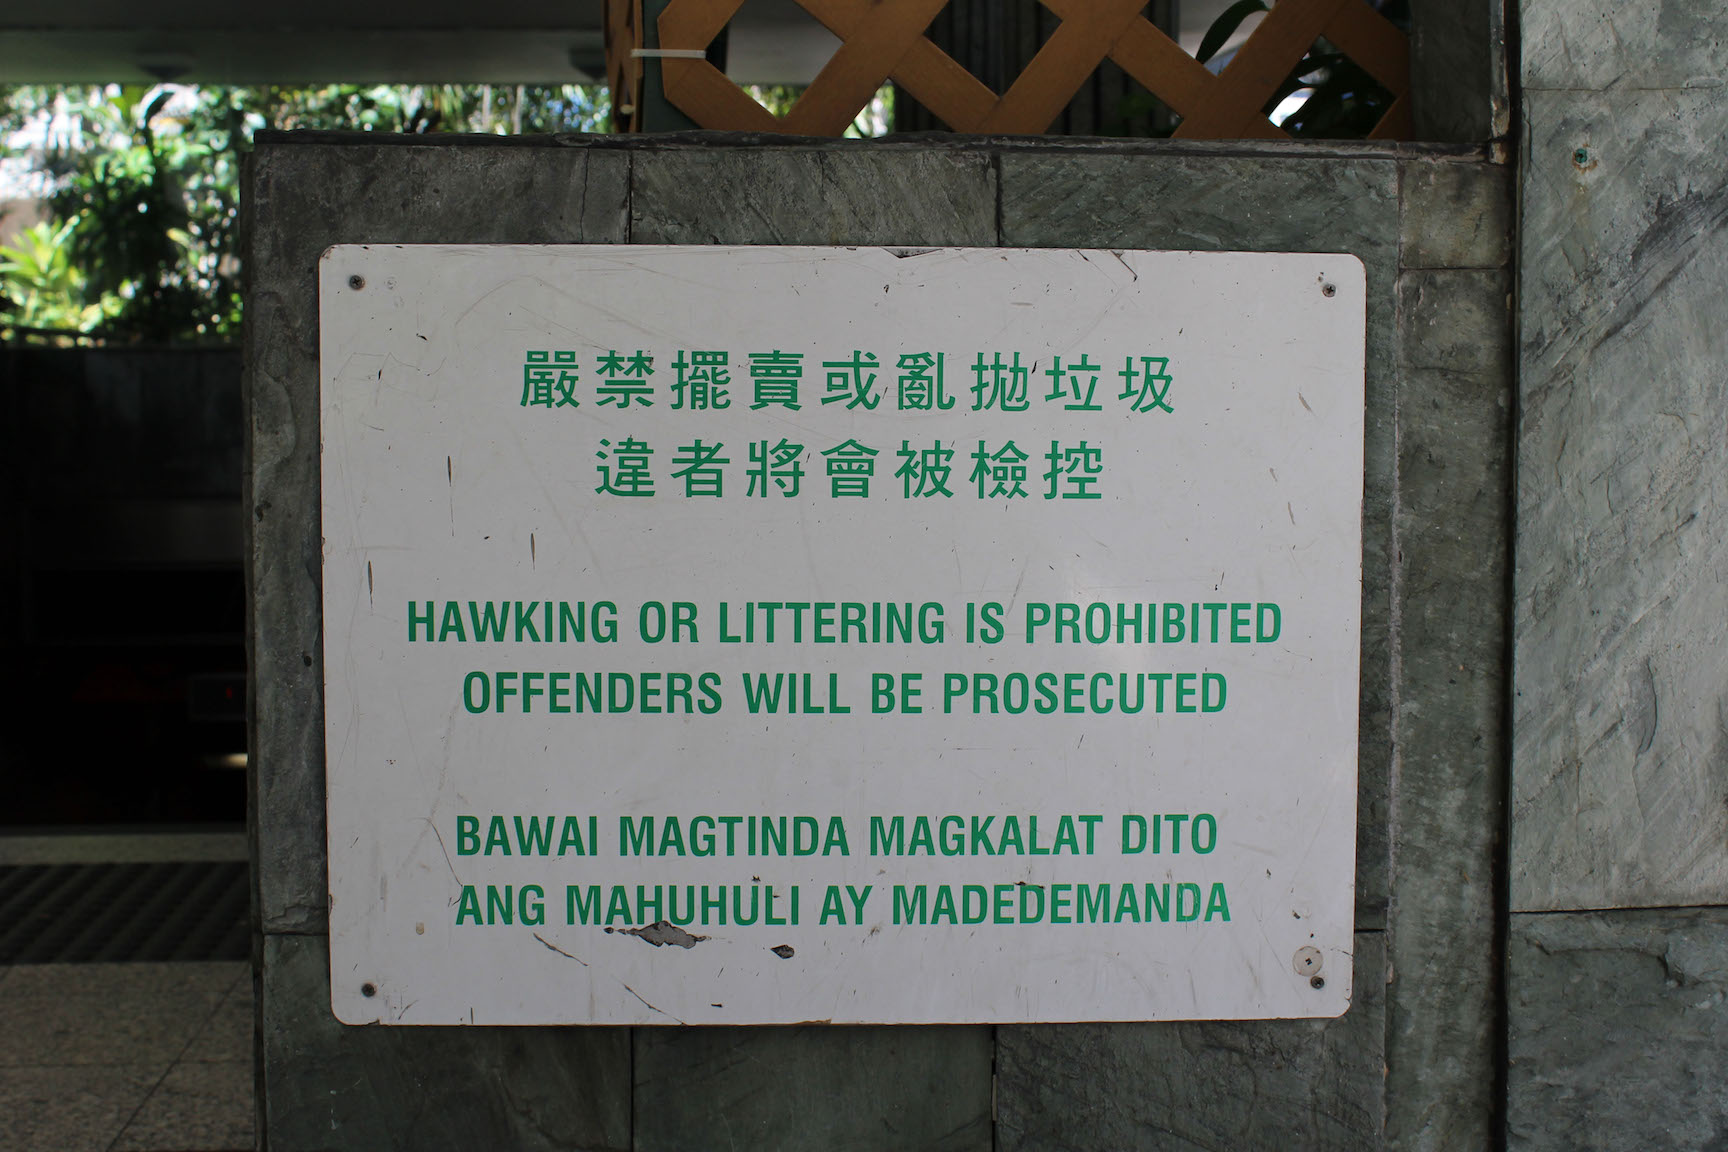 嚴禁擺賣或亂拋垃圾
違者將會被檢控
HAWKING OR LITTERING IS PROHIBITED
OFFENDERS WILL BE PROSECUTED
BAWAI MAGTINDA MAGKALAT DITO
ANG MAHUHULI AY MADEDEMANDA